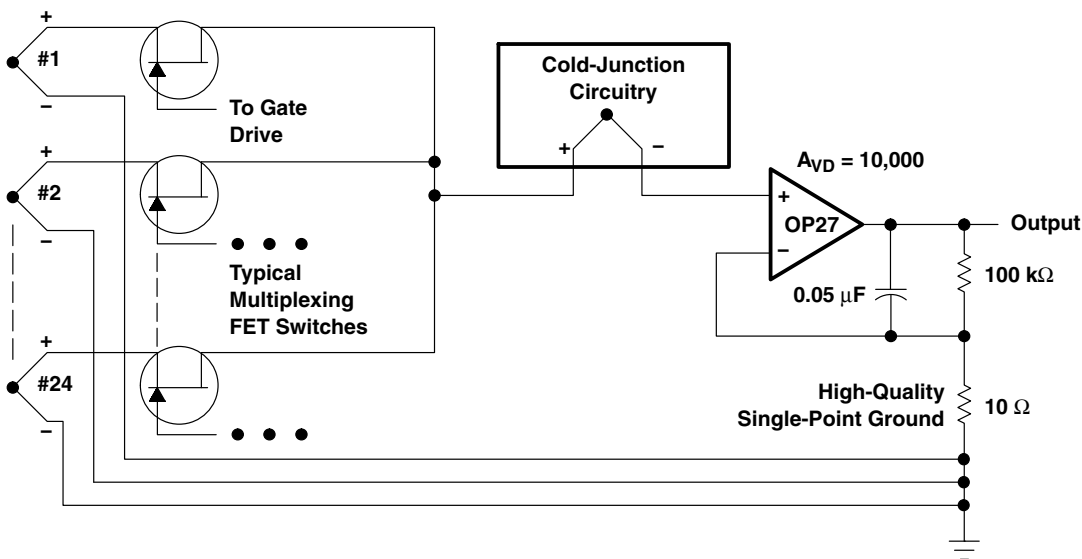 +
#1
−
To Gate
Drive
+
#2
−
Typical
Multiplexing
FET Switches
+
#24
−
Cold-Junction
Circuitry
+
−
AVD = 10,000
+
OP27
−
Output
0.05 μF
100 kΩ
High-Quality
Single-Point Ground
10 Ω